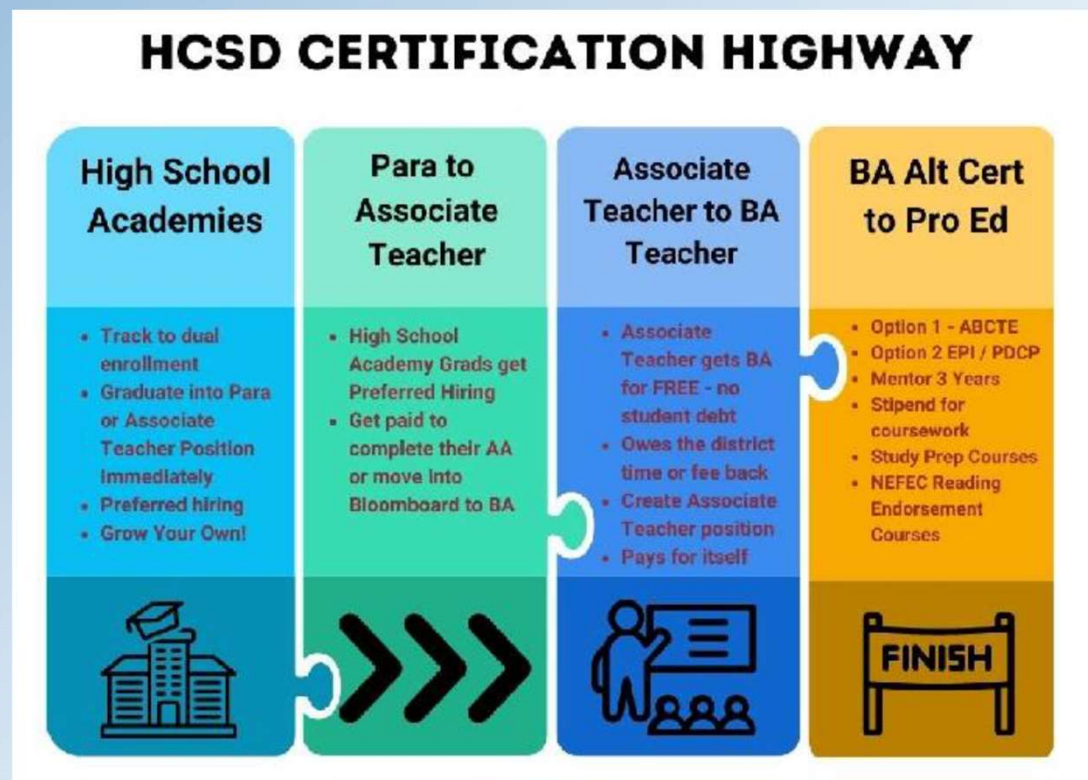 HCSD CERTIFICATION HIGHWAY
High School
Academies
• Track to dual
enrollment
• Graduate into Para
or Associate
Teacher Position
Immediately
• Preferred hiring
• Grow Your Own!
Para to
Associate
Teacher
• High School
Academy Grads get
Preferred Hiring
• Get paid to
complete their AA
or move into
Bloomboard to BA
Associate
Teacher to BA
Teacher
• Associate
Teacher gets BA
for FREE - no
student debt
• Owes the district
time or fee back
• Create Associate
Teacher position
• Pays for itself
BA Alt Cert
to Pro Ed
• Option 1 - ABCTE
• Option 2 EPI / PDCP
• Mentor 3 Years
• Stipend for
coursework
• Study Prep Courses
• NEFEC Reading
Endorsement
Courses
FINISH